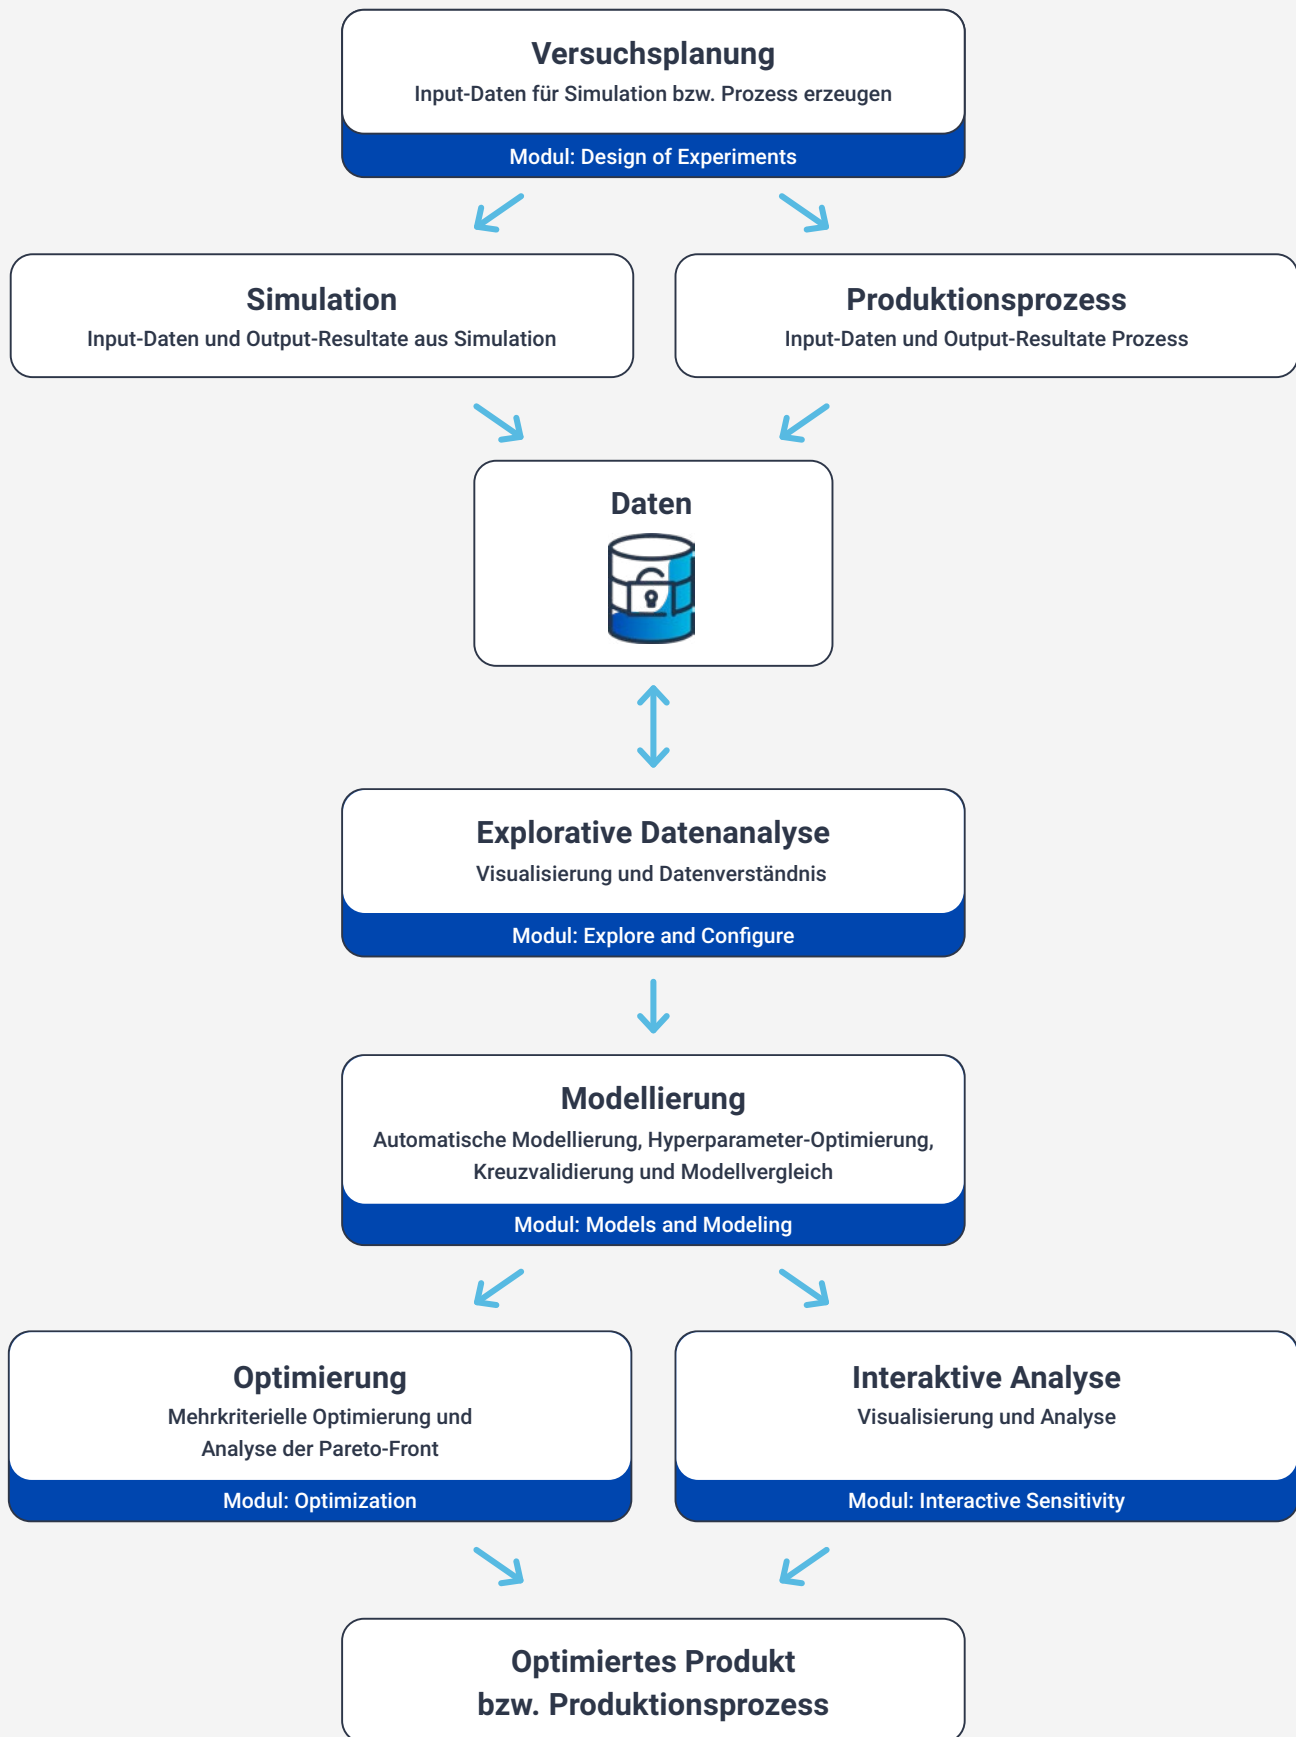 Versuchsplanung
Input-Daten für Simulation bzw. Prozess erzeugen
Modul: Design of Experiments
Simulation
Input-Daten und Output-Resultate aus Simulation
Produktionsprozess
Input-Daten und Output-Resultate Prozess
Daten
Explorative Datenanalyse
Visualisierung und Datenverständnis
Modul: Explore and Configure
Modellierung
Automatische Modellierung, Hyperparameter-Optimierung,
Kreuzvalidierung und Modellvergleich
Modul: Models and Modeling
Optimierung
Mehrkriterielle Optimierung und
Analyse der Pareto-Front
Modul: Optimization
Interaktive Analyse
Visualisierung und Analyse
Modul: Interactive Sensitivity
Optimiertes Produkt
bzw. Produktionsprozess